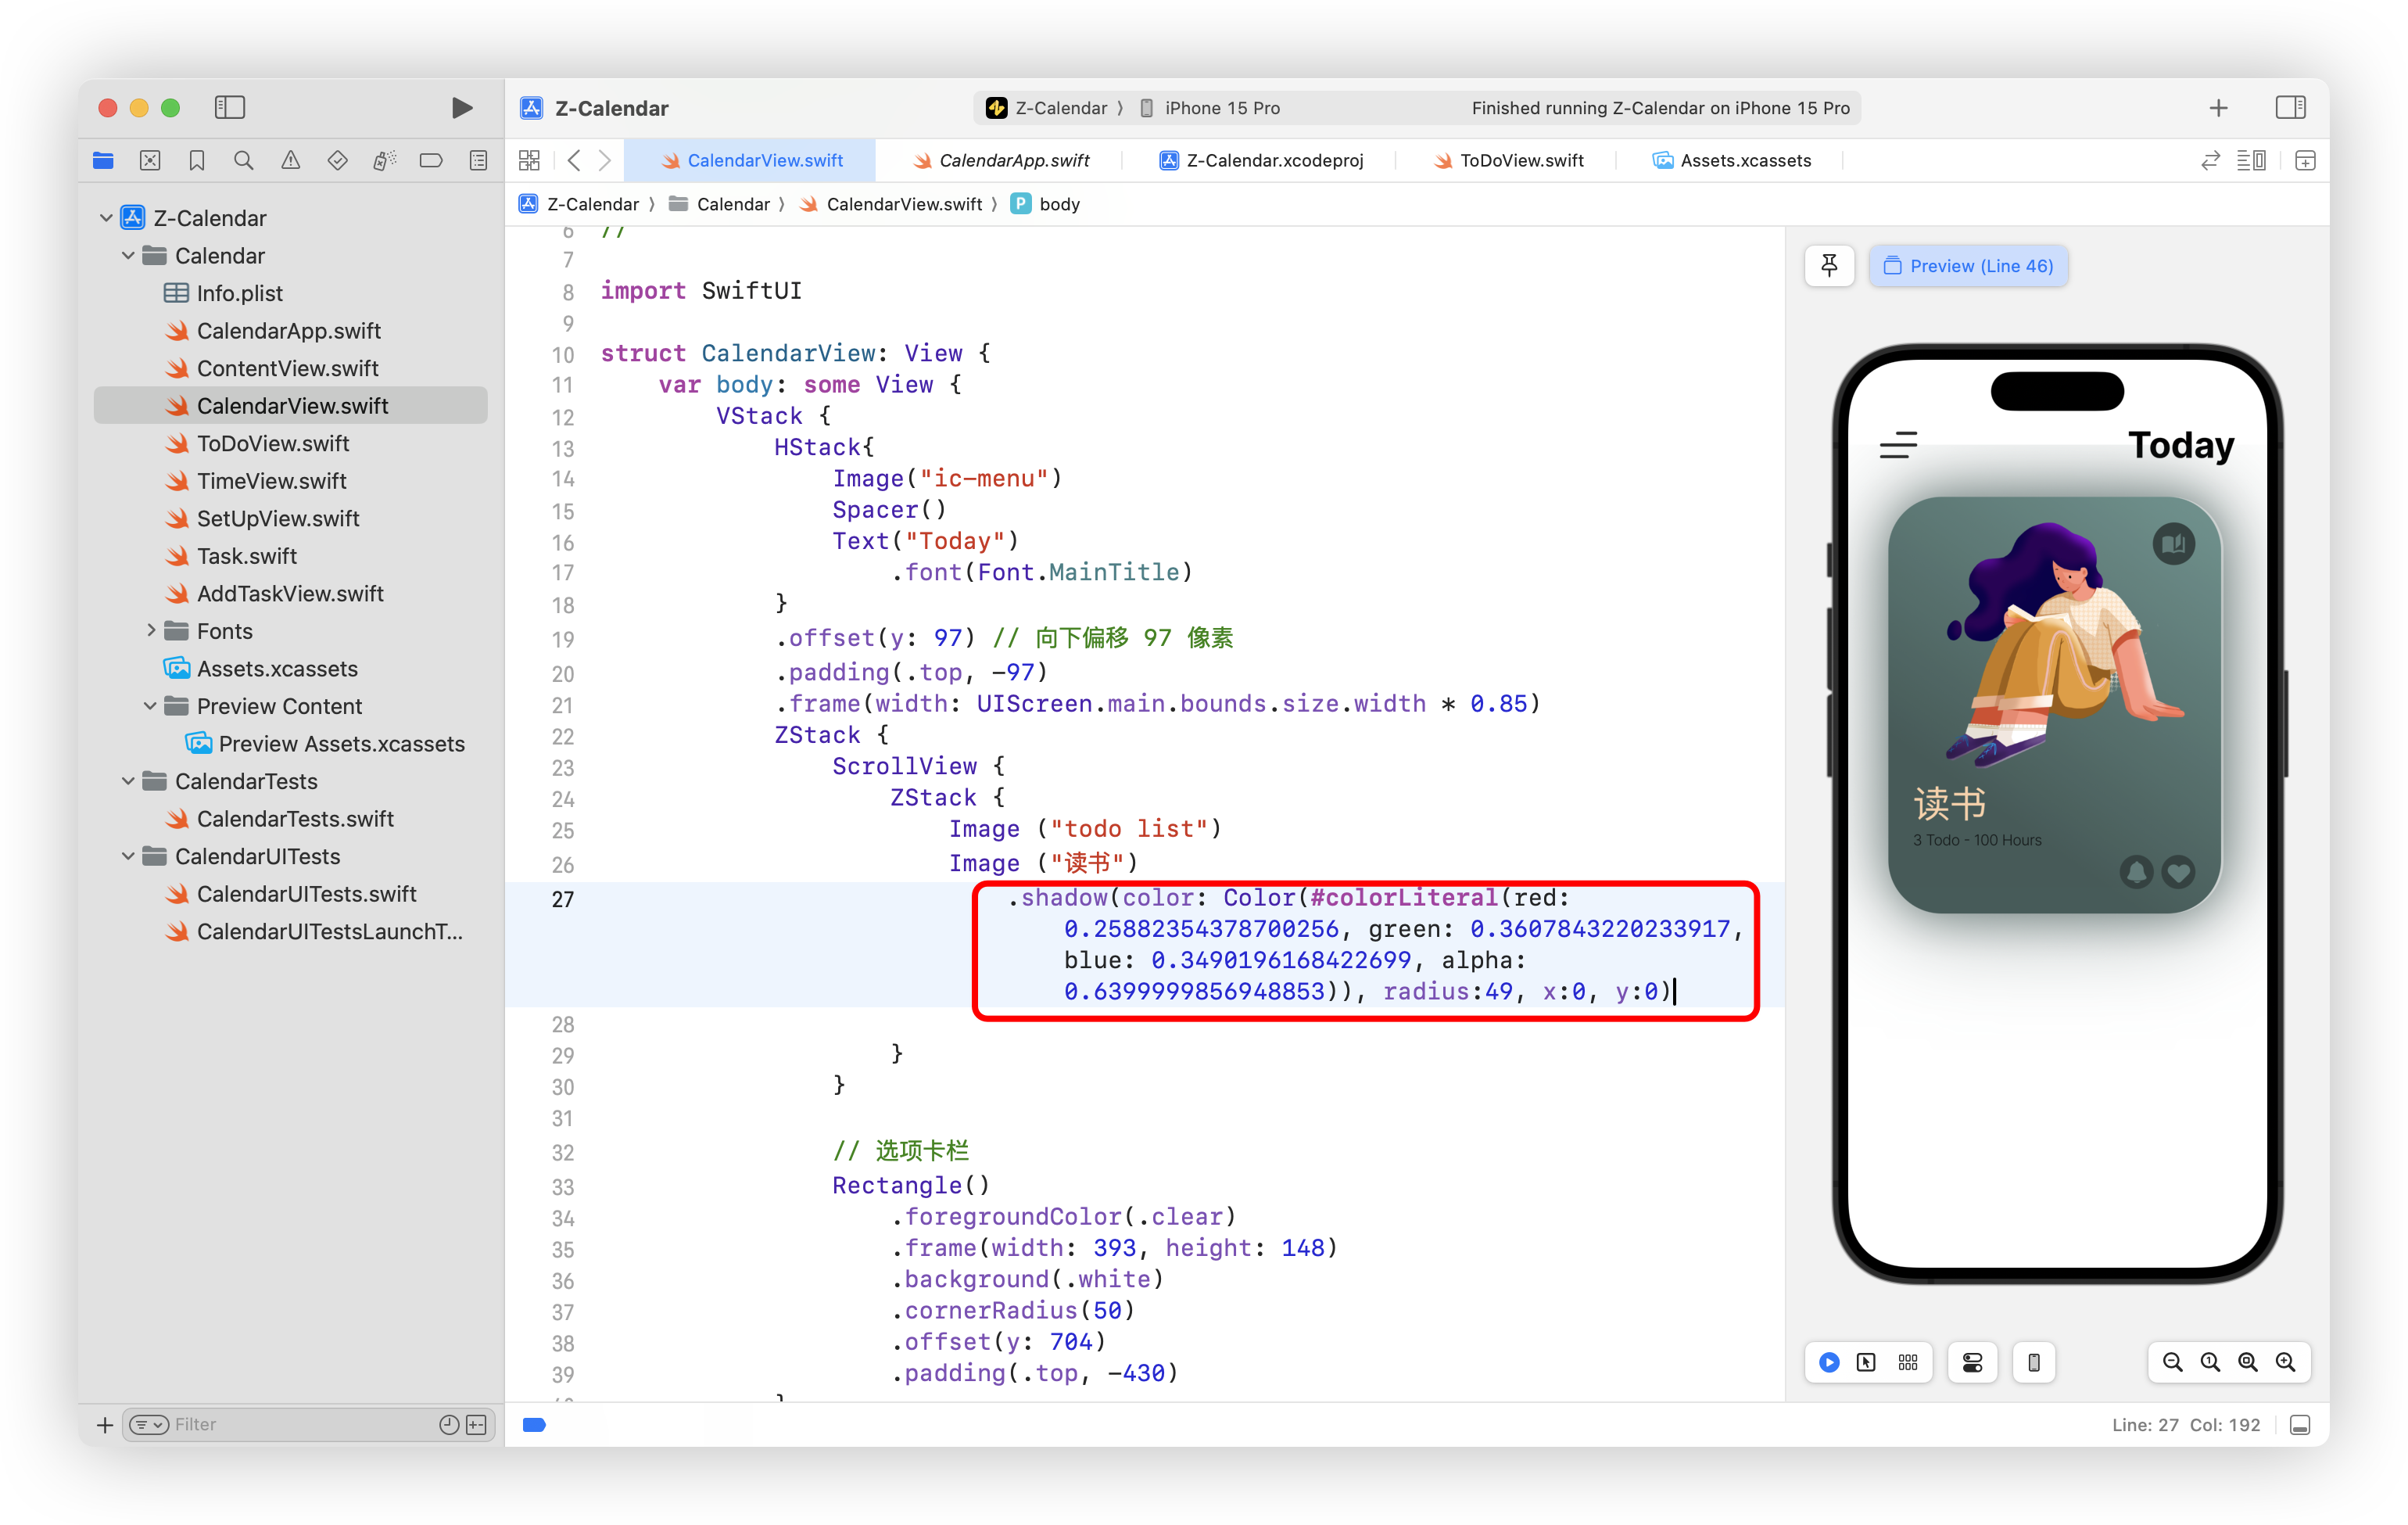 Z-Calendar
Z-Calendar 〉 iPhone 15 Pro
Finished running Z-Calendar on iPhone 15 Pro
CalendarView.swift
CalendarApp.swift
Z-Calendar.xcodeproj
ToDoView.swift
Assets.xcassets
Z-Calendar 〉 Calendar 〉 CalendarView.swift 〉 P body
Z-Calendar
Calendar
Info.plist
CalendarApp.swift
ContentView.swift
CalendarView.swift
ToDoView.swift
TimeView.swift
SetUpView.swift
Task.swift
AddTaskView.swift
Fonts
Assets.xcassets
Preview Content
Preview Assets.xcassets
CalendarTests
CalendarTests.swift
CalendarUITests
CalendarUITests.swift
CalendarUITestsLaunchT...
Filter
6 //
7
8 import SwiftUI
9
10 struct CalendarView: View {
11 var body: some View {
12 VStack {
13 HStack{
14 Image("ic-menu")
15 Spacer()
16 Text("Today")
17 .font(Font.MainTitle)
18 }
19 .offset(y: 97) // 向下偏移 97 像素
20 .padding(.top, -97)
21 .frame(width: UIScreen.main.bounds.size.width * 0.85)
22 ZStack {
23 ScrollView {
24 ZStack {
25 Image ("todo list")
26 Image ("读书")
27 .shadow(color: Color(#colorLiteral(red:
0.25882354378700256, green: 0.3607843220233917,
blue: 0.3490196168422699, alpha:
0.6399999856948853)), radius:49, x:0, y:0)
28
29 }
30 }
31
32 // 选项卡栏
33 Rectangle()
34 .foregroundColor(.clear)
35 .frame(width: 393, height: 148)
36 .background(.white)
37 .cornerRadius(50)
38 .offset(y: 704)
39 .padding(.top, -430)
40 }
Preview (Line 46)
Today
读书
3 Todo - 100 Hours
Line: 27 Col: 192